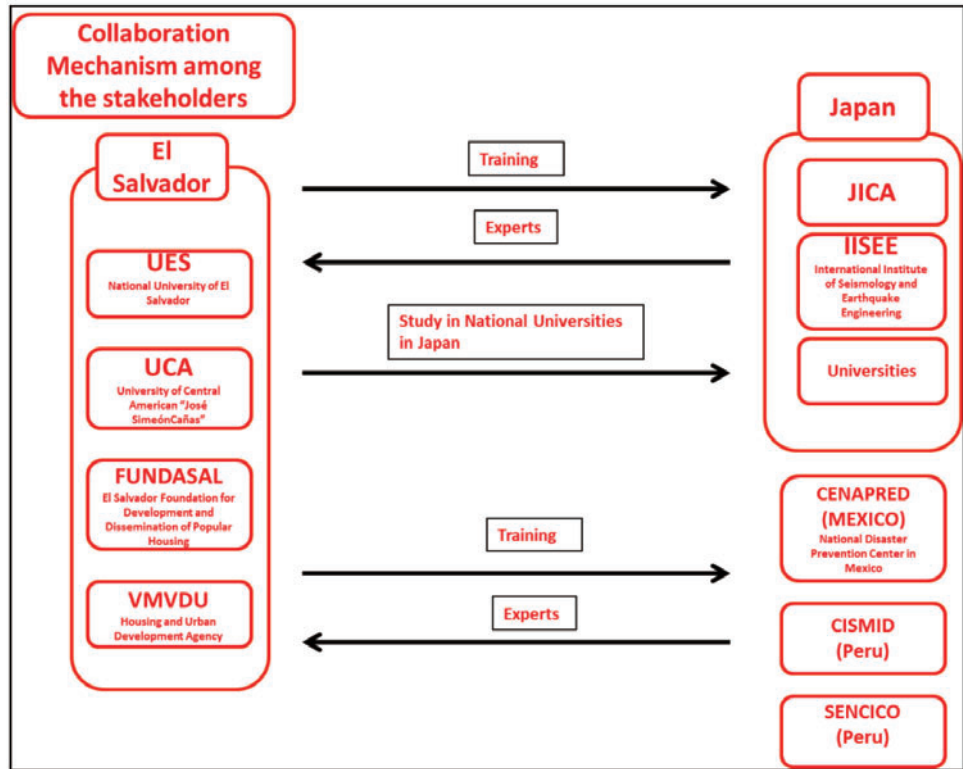 Collaboration
Mechanism among
the stakeholders
El
Salvador
UES
National University of El
Salvador
UCA
University of Central
American "José
SimeónCañas"
FUNDASAL
El Salvador Foundation for
Development and
Dissemination of Popular
Housing
VMVDU
Housing and Urban
Development Agency
Training
Experts
Study in National Universities
in Japan
Training
Experts
Japan
JICA
IISEE
International Institute
of Seismology and
Earthquake
Engineering
Universities
CENAPRED
(MEXICO)
National Disaster
Prevention Center in
Mexico
CISMID
(Peru)
SENCICO
(Peru)